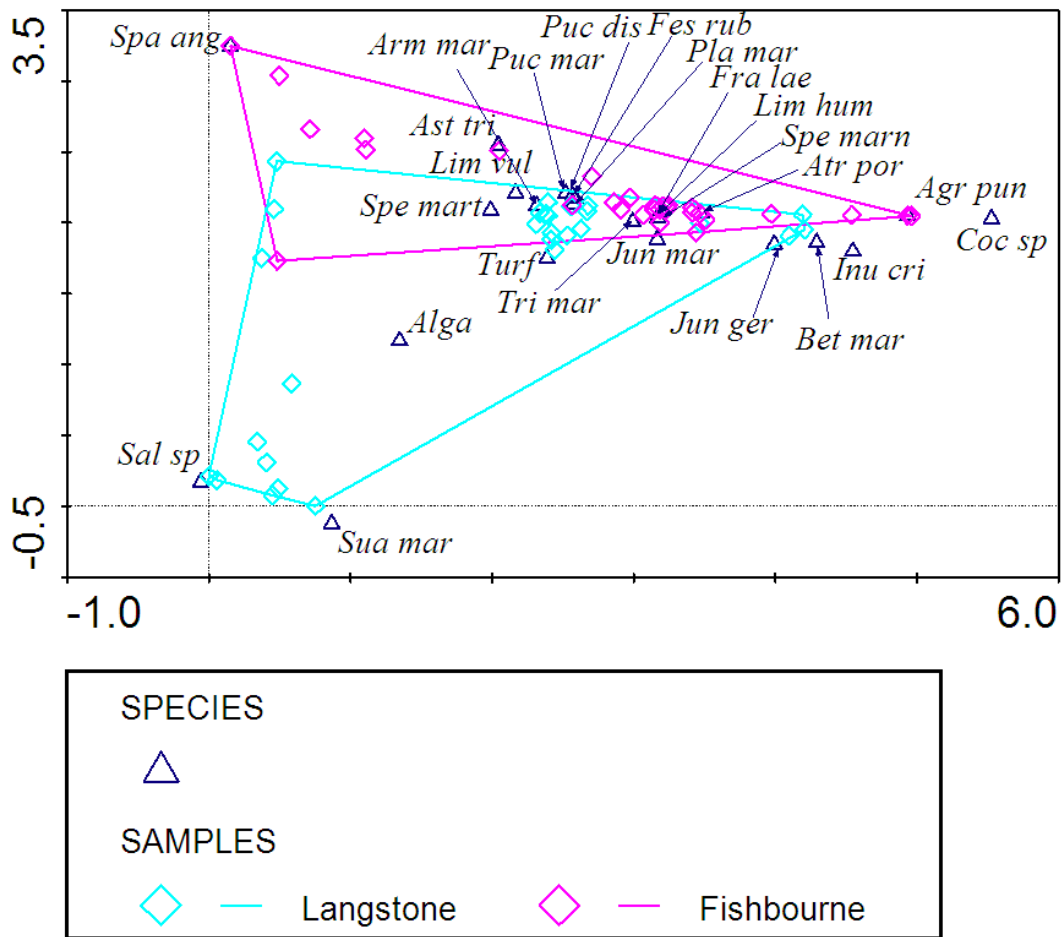 3.5
-0.5
-1.0
6.0
Spa ang
Arm mar
Puc mar
Puc dis
Fes rub
Pla mar
Fra lae
Lim hum
Spe marn
Atr por
Agr pun
Coc sp
Ast tri
Lim vul
Spe mart
Turf
Tri mar
Jun mar
Jun ger
Bet mar
Inu cri
Alga
Sal sp
Sua mar
SPECIES
SAMPLES
Langstone
Fishbourne